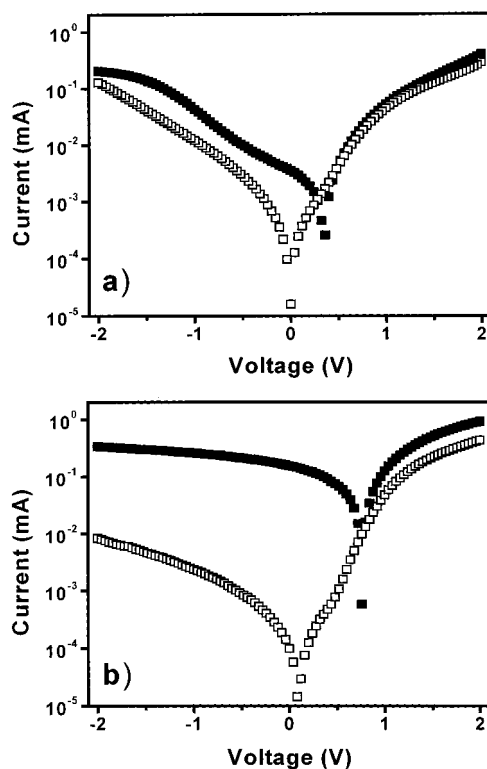 10⁰
10⁻¹
10⁻²
10⁻³
10⁻⁴
10⁻⁵
Current (mA)
a)
-2 -1 0 1 2
Voltage (V)
10⁰
10⁻¹
10⁻²
10⁻³
10⁻⁴
10⁻⁵
Current (mA)
b)
-2 -1 0 1 2
Voltage (V)